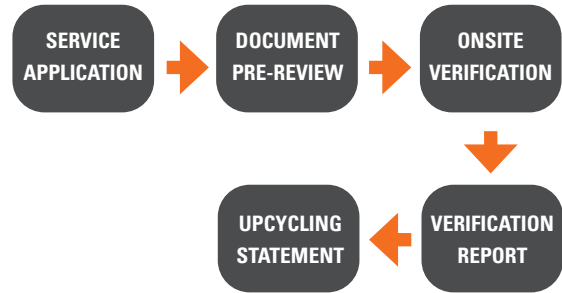 SERVICE
APPLICATION
DOCUMENT
PRE-REVIEW
ONSITE
VERIFICATION
VERIFICATION
REPORT
UPCYCLING
STATEMENT